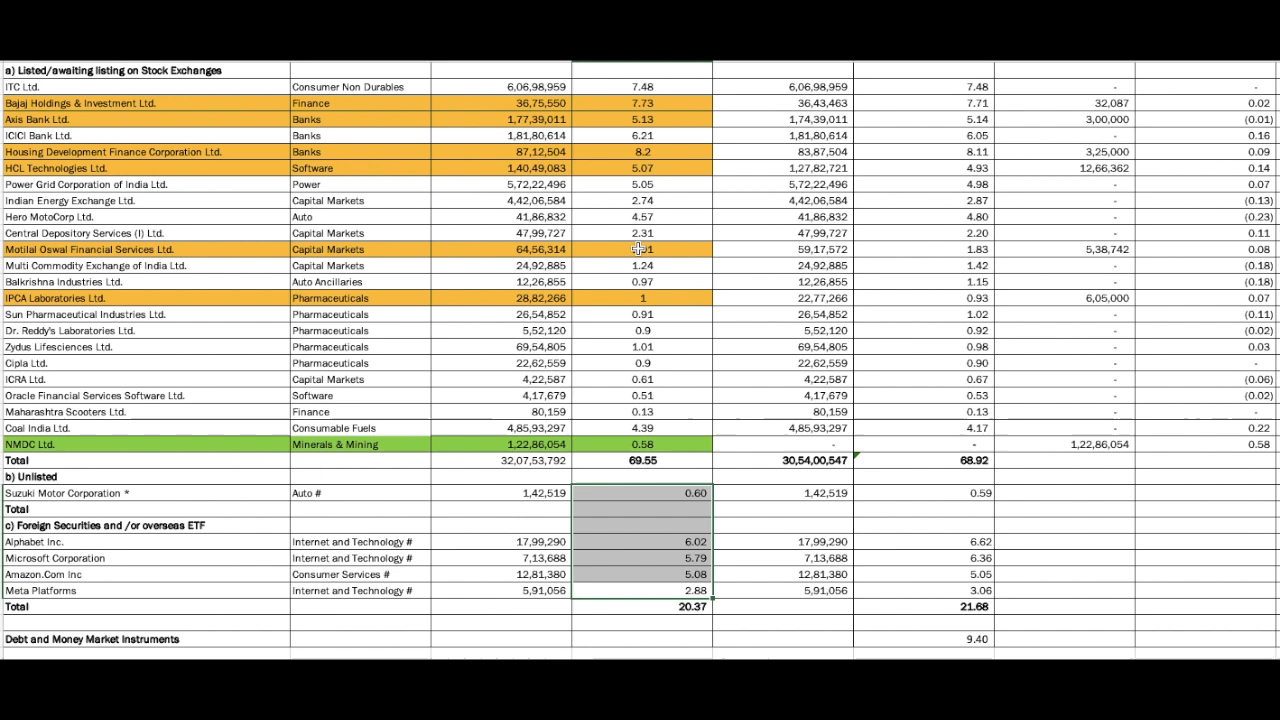 a) Listed/awaiting listing on Stock Exchanges
ITC Ltd. Consumer Non Durables 6,06,98,959 7.48 6,06,98,959 7.48 - -
Bajaj Holdings & Investment Ltd. Finance 36,75,550 7.73 36,43,463 7.71 32,087 0.02
Axis Bank Ltd. Banks 1,77,39,011 5.13 1,74,39,011 5.14 3,00,000 (0.01)
ICICI Bank Ltd. Banks 1,81,80,614 6.21 1,81,80,614 6.05 - 0.16
Housing Development Finance Corporation Ltd. Banks 87,12,504 8.2 83,87,504 8.11 3,25,000 0.09
HCL Technologies Ltd. Software 1,40,49,083 5.07 1,27,82,721 4.93 12,66,362 0.14
Power Grid Corporation of India Ltd. Power 5,72,22,496 5.05 5,72,22,496 4.98 - 0.07
Indian Energy Exchange Ltd. Capital Markets 4,42,06,584 2.74 4,42,06,584 2.87 - (0.13)
Hero MotoCorp Ltd. Auto 41,86,832 4.57 41,86,832 4.80 - (0.23)
Central Depository Services (I) Ltd. Capital Markets 47,99,727 2.31 47,99,727 2.20 - 0.11
Motilal Oswal Financial Services Ltd. Capital Markets 64,56,314 59,17,572 1.83 5,38,742 0.08
Multi Commodity Exchange of India Ltd. Capital Markets 24,92,885 1.24 24,92,885 1.42 - (0.18)
Balkrishna Industries Ltd. Auto Ancillaries 12,26,855 0.97 12,26,855 1.15 - (0.18)
IPCA Laboratories Ltd. Pharmaceuticals 28,82,266 1 22,77,266 0.93 6,05,000 0.07
Sun Pharmaceutical Industries Ltd. Pharmaceuticals 26,54,852 0.91 26,54,852 1.02 - (0.11)
Dr. Reddy's Laboratories Ltd. Pharmaceuticals 5,52,120 0.9 5,52,120 0.92 - (0.02)
Zydus Lifesciences Ltd. Pharmaceuticals 69,54,805 1.01 69,54,805 0.98 - 0.03
Cipla Ltd. Pharmaceuticals 22,62,559 0.9 22,62,559 0.90 - -
ICRA Ltd. Capital Markets 4,22,587 0.61 4,22,587 0.67 - (0.06)
Oracle Financial Services Software Ltd. Software 4,17,679 0.51 4,17,679 0.53 - (0.02)
Maharashtra Scooters Ltd. Finance 80,159 0.13 80,159 0.13 - -
Coal India Ltd. Consumable Fuels 4,85,93,297 4.39 4,85,93,297 4.17 - 0.22
NMDC Ltd. Minerals & Mining 1,22,86,054 0.58 - - 1,22,86,054 0.58
Total 32,07,53,792 69.55 30,54,00,547 68.92
b) Unlisted
Suzuki Motor Corporation * Auto # 1,42,519 0.60 1,42,519 0.59
Total
c) Foreign Securities and /or overseas ETF
Alphabet Inc. Internet and Technology # 17,99,290 6.02 17,99,290 6.62
Microsoft Corporation Internet and Technology # 7,13,688 5.79 7,13,688 6.36
Amazon.Com Inc Consumer Services # 12,81,380 5.08 12,81,380 5.05
Meta Platforms Internet and Technology # 5,91,056 2.88 5,91,056 3.06
Total 20.37 21.68
Debt and Money Market Instruments 9.40